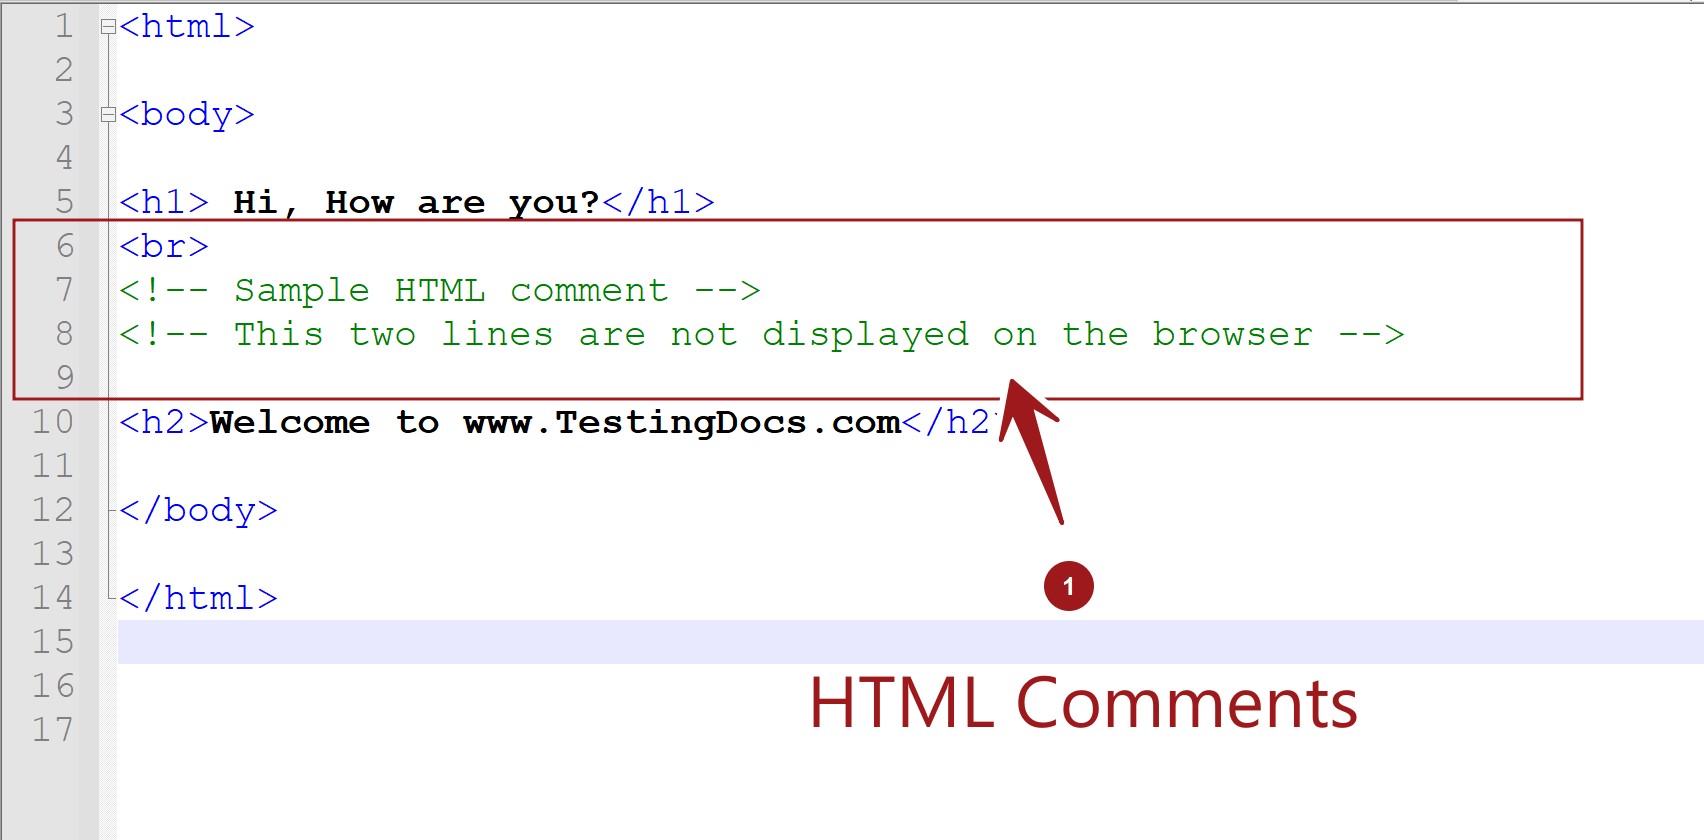 1 <html>
2
3 <body>
4
5 <h1> Hi, How are you?</h1>
6 <br>
7 <!-- Sample HTML comment -->
8 <!-- This two lines are not displayed on the browser -->
9
10 <h2>Welcome to www.TestingDocs.com</h2
11
12 </body>
13
14 </html>
1
15
16
HTML Comments
17